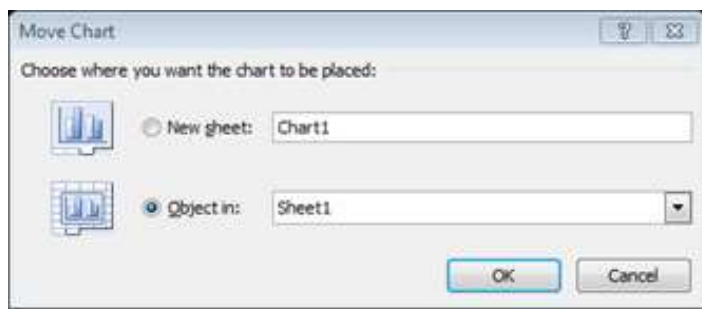 Move Chart
Choose where you want the chart to be placed:
New sheet: Chart1
Object in: Sheet1
OK Cancel